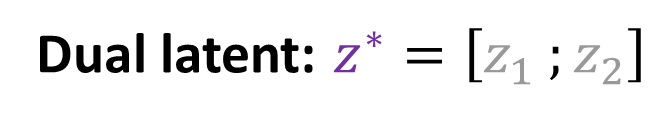 Dual latent: z* = [z₁ ; z₂]